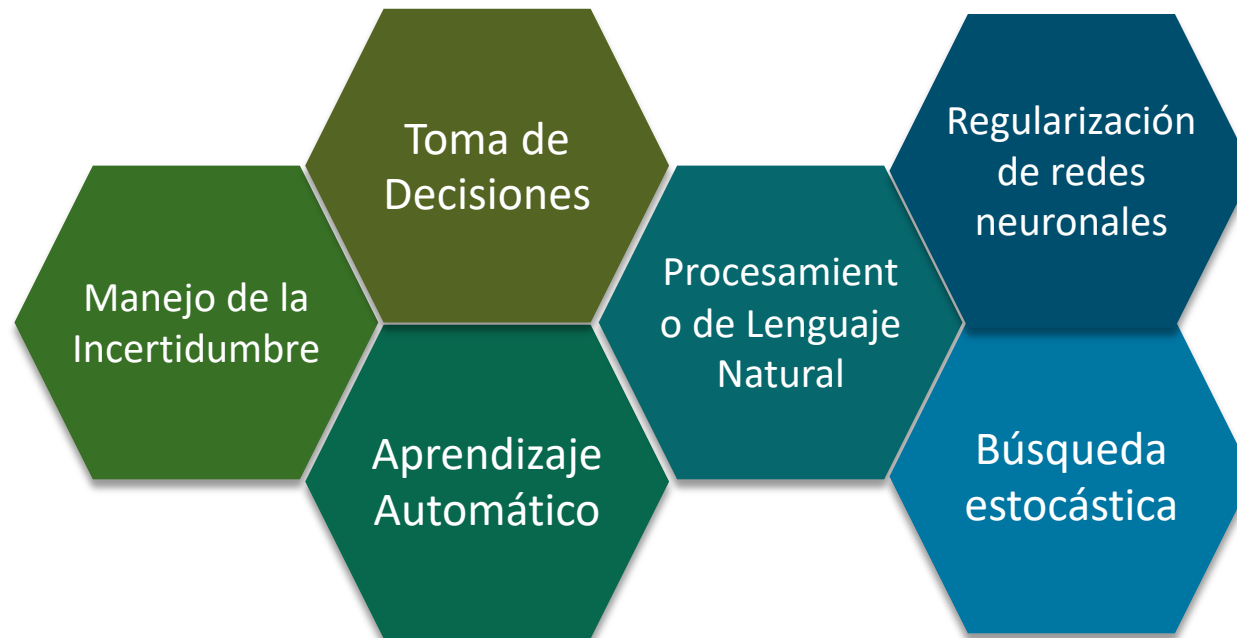 Manejo de la
Incertidumbre
Toma de
Decisiones
Aprendizaje
Automático
Procesamient
o de Lenguaje
Natural
Regularización
de redes
neuronales
Búsqueda
estocástica